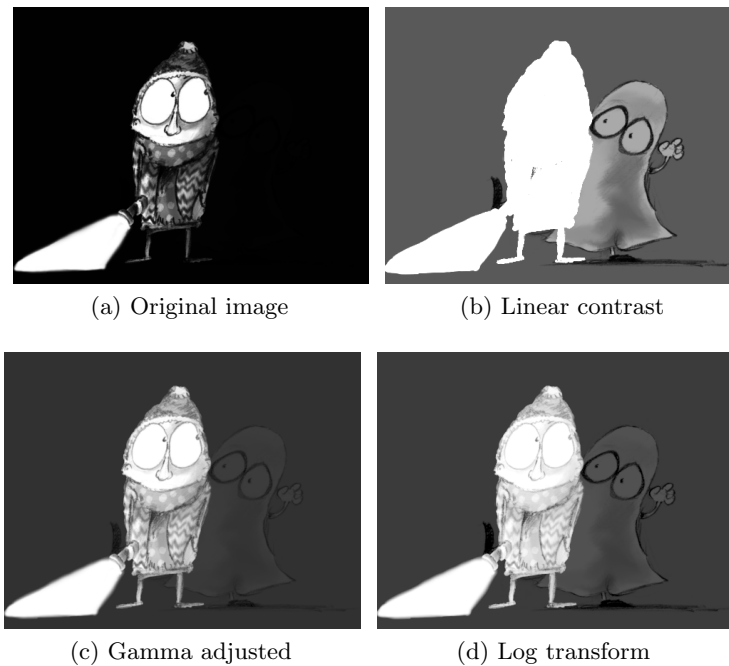 (a) Original image
(b) Linear contrast
(c) Gamma adjusted
(d) Log transform